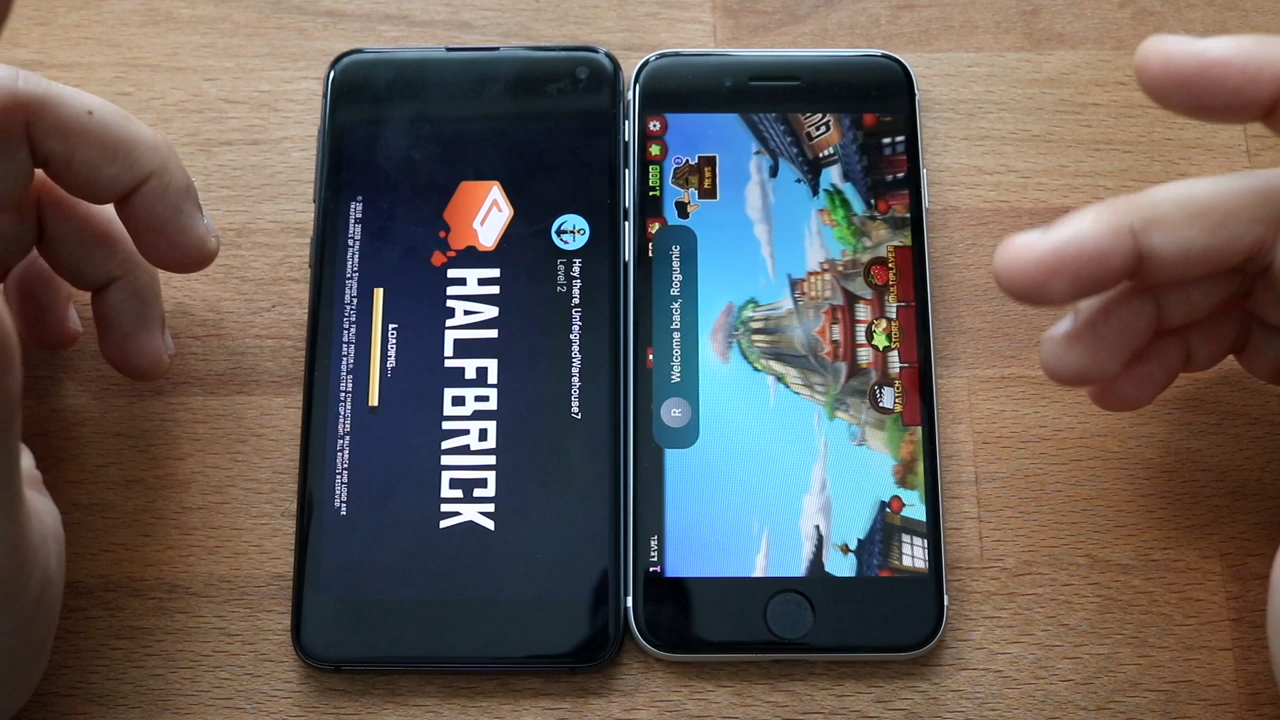 Hey there, UnfeignedWarehouse7
Level 2
HALFBRICK
LOADING...
© 2010 - 2020 HALFBRICK STUDIOS PTY LTD. FRUIT NINJA®, GAME CHARACTERS, HALFBRICK AND LOGO ARE
TRADEMARKS OF HALFBRICK STUDIOS PTY LTD AND ARE PROTECTED BY COPYRIGHT. ALL RIGHTS RESERVED.
1 LEVEL
1,000
R
Welcome back, Roguenic
3
NEWS
WATCH
STORE
MULTIPLAYER